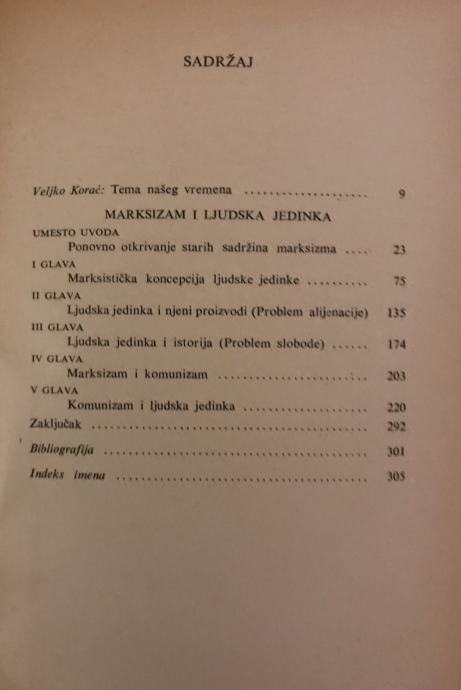 SADRŽAJ
Veljko Korać: Tema našeg vremena .................... 9
MARKSIZAM I LJUDSKA JEDINKA
UMESTO UVODA
Ponovno otkrivanje starih sadržina marksizma .... 23
I GLAVA
Marksistička koncepcija ljudske jedinke .......... 75
II GLAVA
Ljudska jedinka i njeni proizvodi (Problem alijenacije) 135
III GLAVA
Ljudska jedinka i istorija (Problem slobode) ...... 174
IV GLAVA
Marksizam i komunizam ........................ 203
V GLAVA
Komunizam i ljudska jedinka .................... 220
Zaključak ............................................ 292
Bibliografija .......................................... 301
Indeks imena ........................................ 305